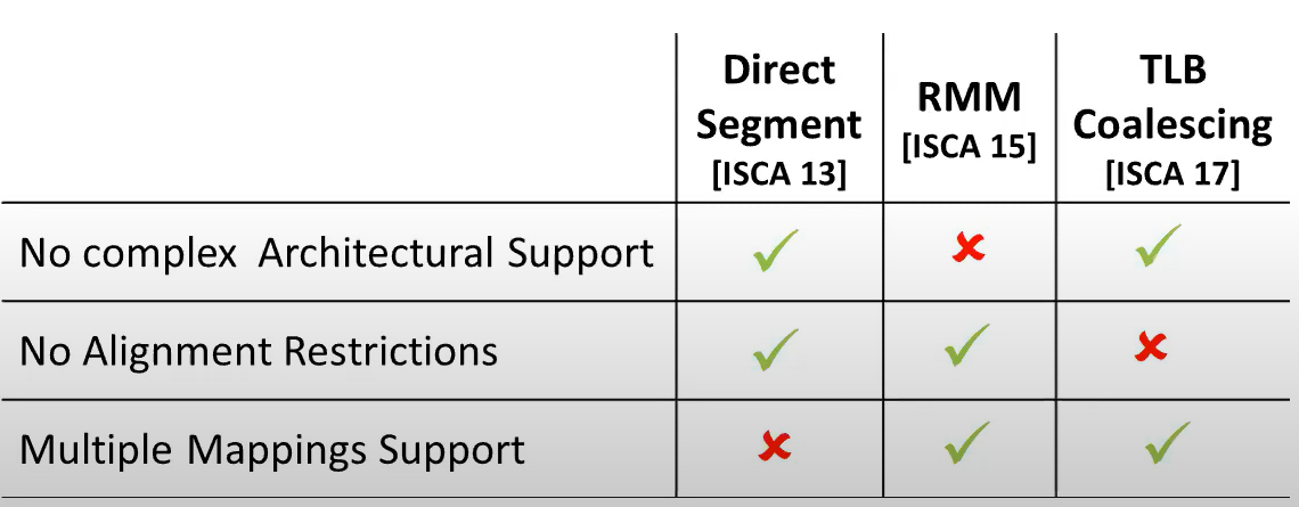 Direct
Segment
[ISCA 13]
RMM
[ISCA 15]
TLB
Coalescing
[ISCA 17]
No complex Architectural Support ✓ ✘ ✓
No Alignment Restrictions ✓ ✓ ✘
Multiple Mappings Support ✘ ✓ ✓